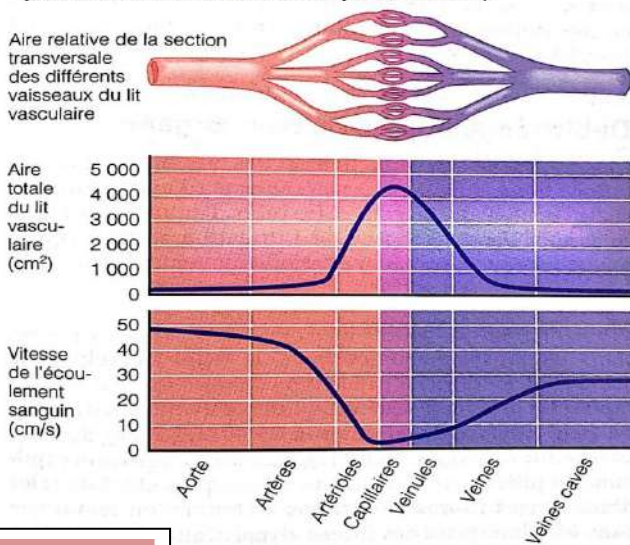 Aire relative de la section
transversale
des différents
vaisseaux du lit
vasculaire
Aire
totale
du lit
vascu-
laire
(cm²)
5 000
4 000
3 000
2 000
1 000
0
Vitesse
de l'écou-
lement
sanguin
(cm/s)
50
40
30
20
10
0
Aorte
Artères
Artérioles
Capillaires
Veinules
Veines
Veines caves